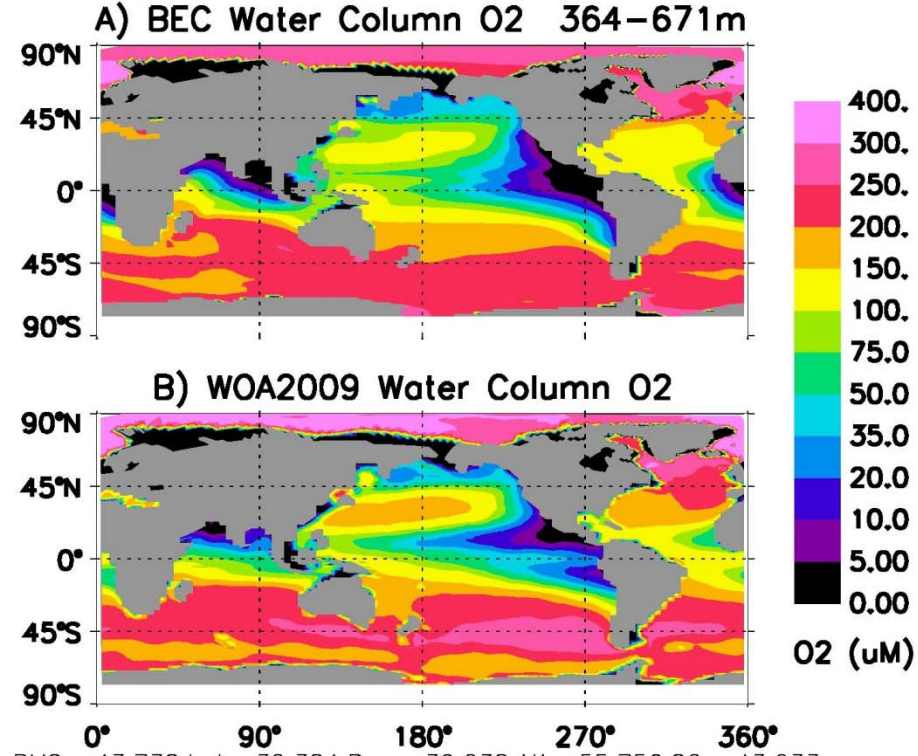 A) BEC Water Column O2 364-671m
90°N
45°N
0°
45°S
90°S
B) WOA2009 Water Column O2
90°N
45°N
0°
45°S
90°S
0° 90° 180° 270° 360°
400.
300.
250.
200.
150.
100.
75.0
50.0
35.0
20.0
10.0
5.00
0.00
O2 (uM)